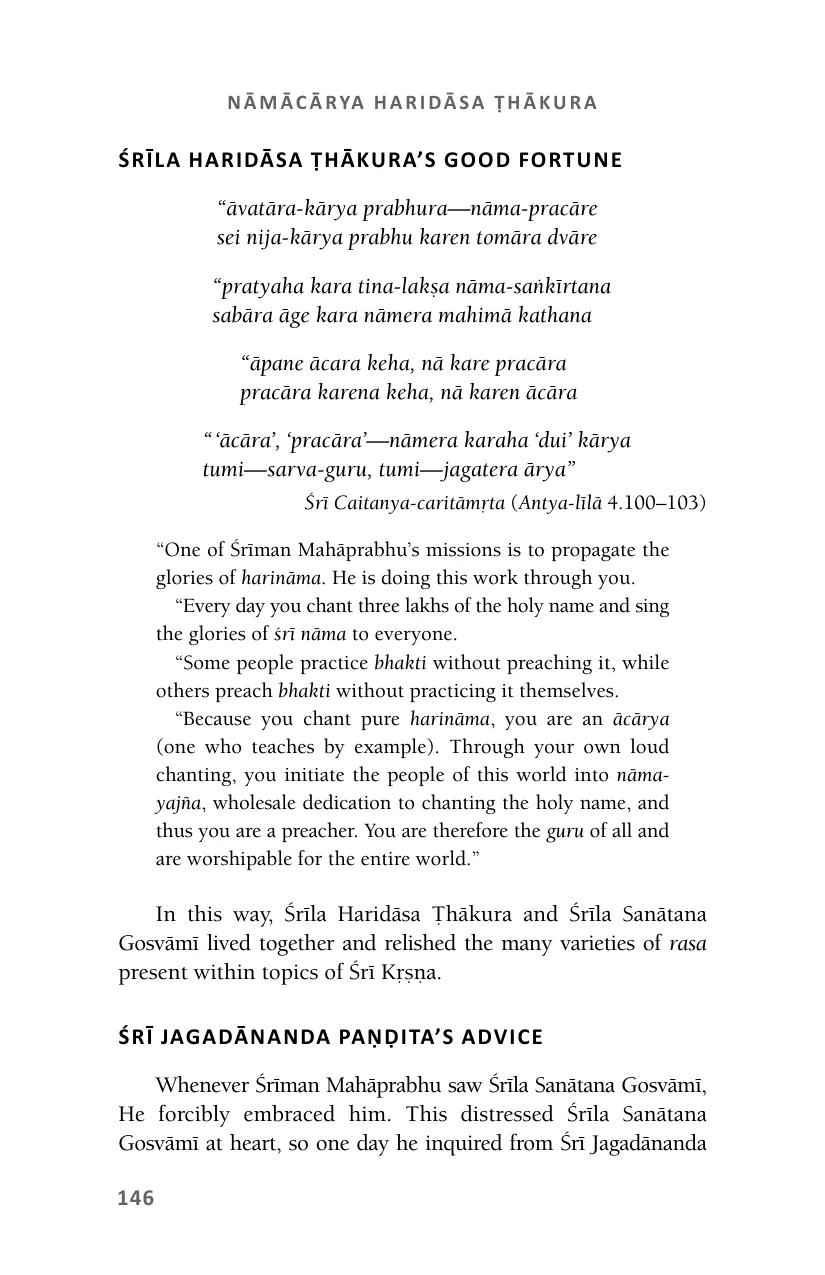 NĀMĀCĀRYA HARIDĀSA ṬHĀKURA
ŚRĪLA HARIDĀSA ṬHĀKURA’S GOOD FORTUNE
“āvatāra-kārya prabhura—nāma-pracāre
sei nija-kārya prabhu karen tomāra dvāre
“pratyaha kara tina-lakṣa nāma-saṅkīrtana
sabāra āge kara nāmera mahimā kathana
“āpane ācara keha, nā kare pracāra
pracāra karena keha, nā karen ācāra
“ ‘ācāra’, ‘pracāra’—nāmera karaha ‘dui’ kārya
tumi—sarva-guru, tumi—jagatera ārya”
Śrī Caitanya-caritāmṛta (Antya-līlā 4.100–103)
“One of Śrīman Mahāprabhu’s missions is to propagate the
glories of harināma. He is doing this work through you.
“Every day you chant three lakhs of the holy name and sing
the glories of śrī nāma to everyone.
“Some people practice bhakti without preaching it, while
others preach bhakti without practicing it themselves.
“Because you chant pure harināma, you are an ācārya
(one who teaches by example). Through your own loud
chanting, you initiate the people of this world into nāma-
yajña, wholesale dedication to chanting the holy name, and
thus you are a preacher. You are therefore the guru of all and
are worshipable for the entire world.”
In this way, Śrīla Haridāsa Ṭhākura and Śrīla Sanātana
Gosvāmī lived together and relished the many varieties of rasa
present within topics of Śrī Kṛṣṇa.
ŚRĪ JAGADĀNANDA PAṆḌITA’S ADVICE
Whenever Śrīman Mahāprabhu saw Śrīla Sanātana Gosvāmī,
He forcibly embraced him. This distressed Śrīla Sanātana
Gosvāmī at heart, so one day he inquired from Śrī Jagadānanda
146